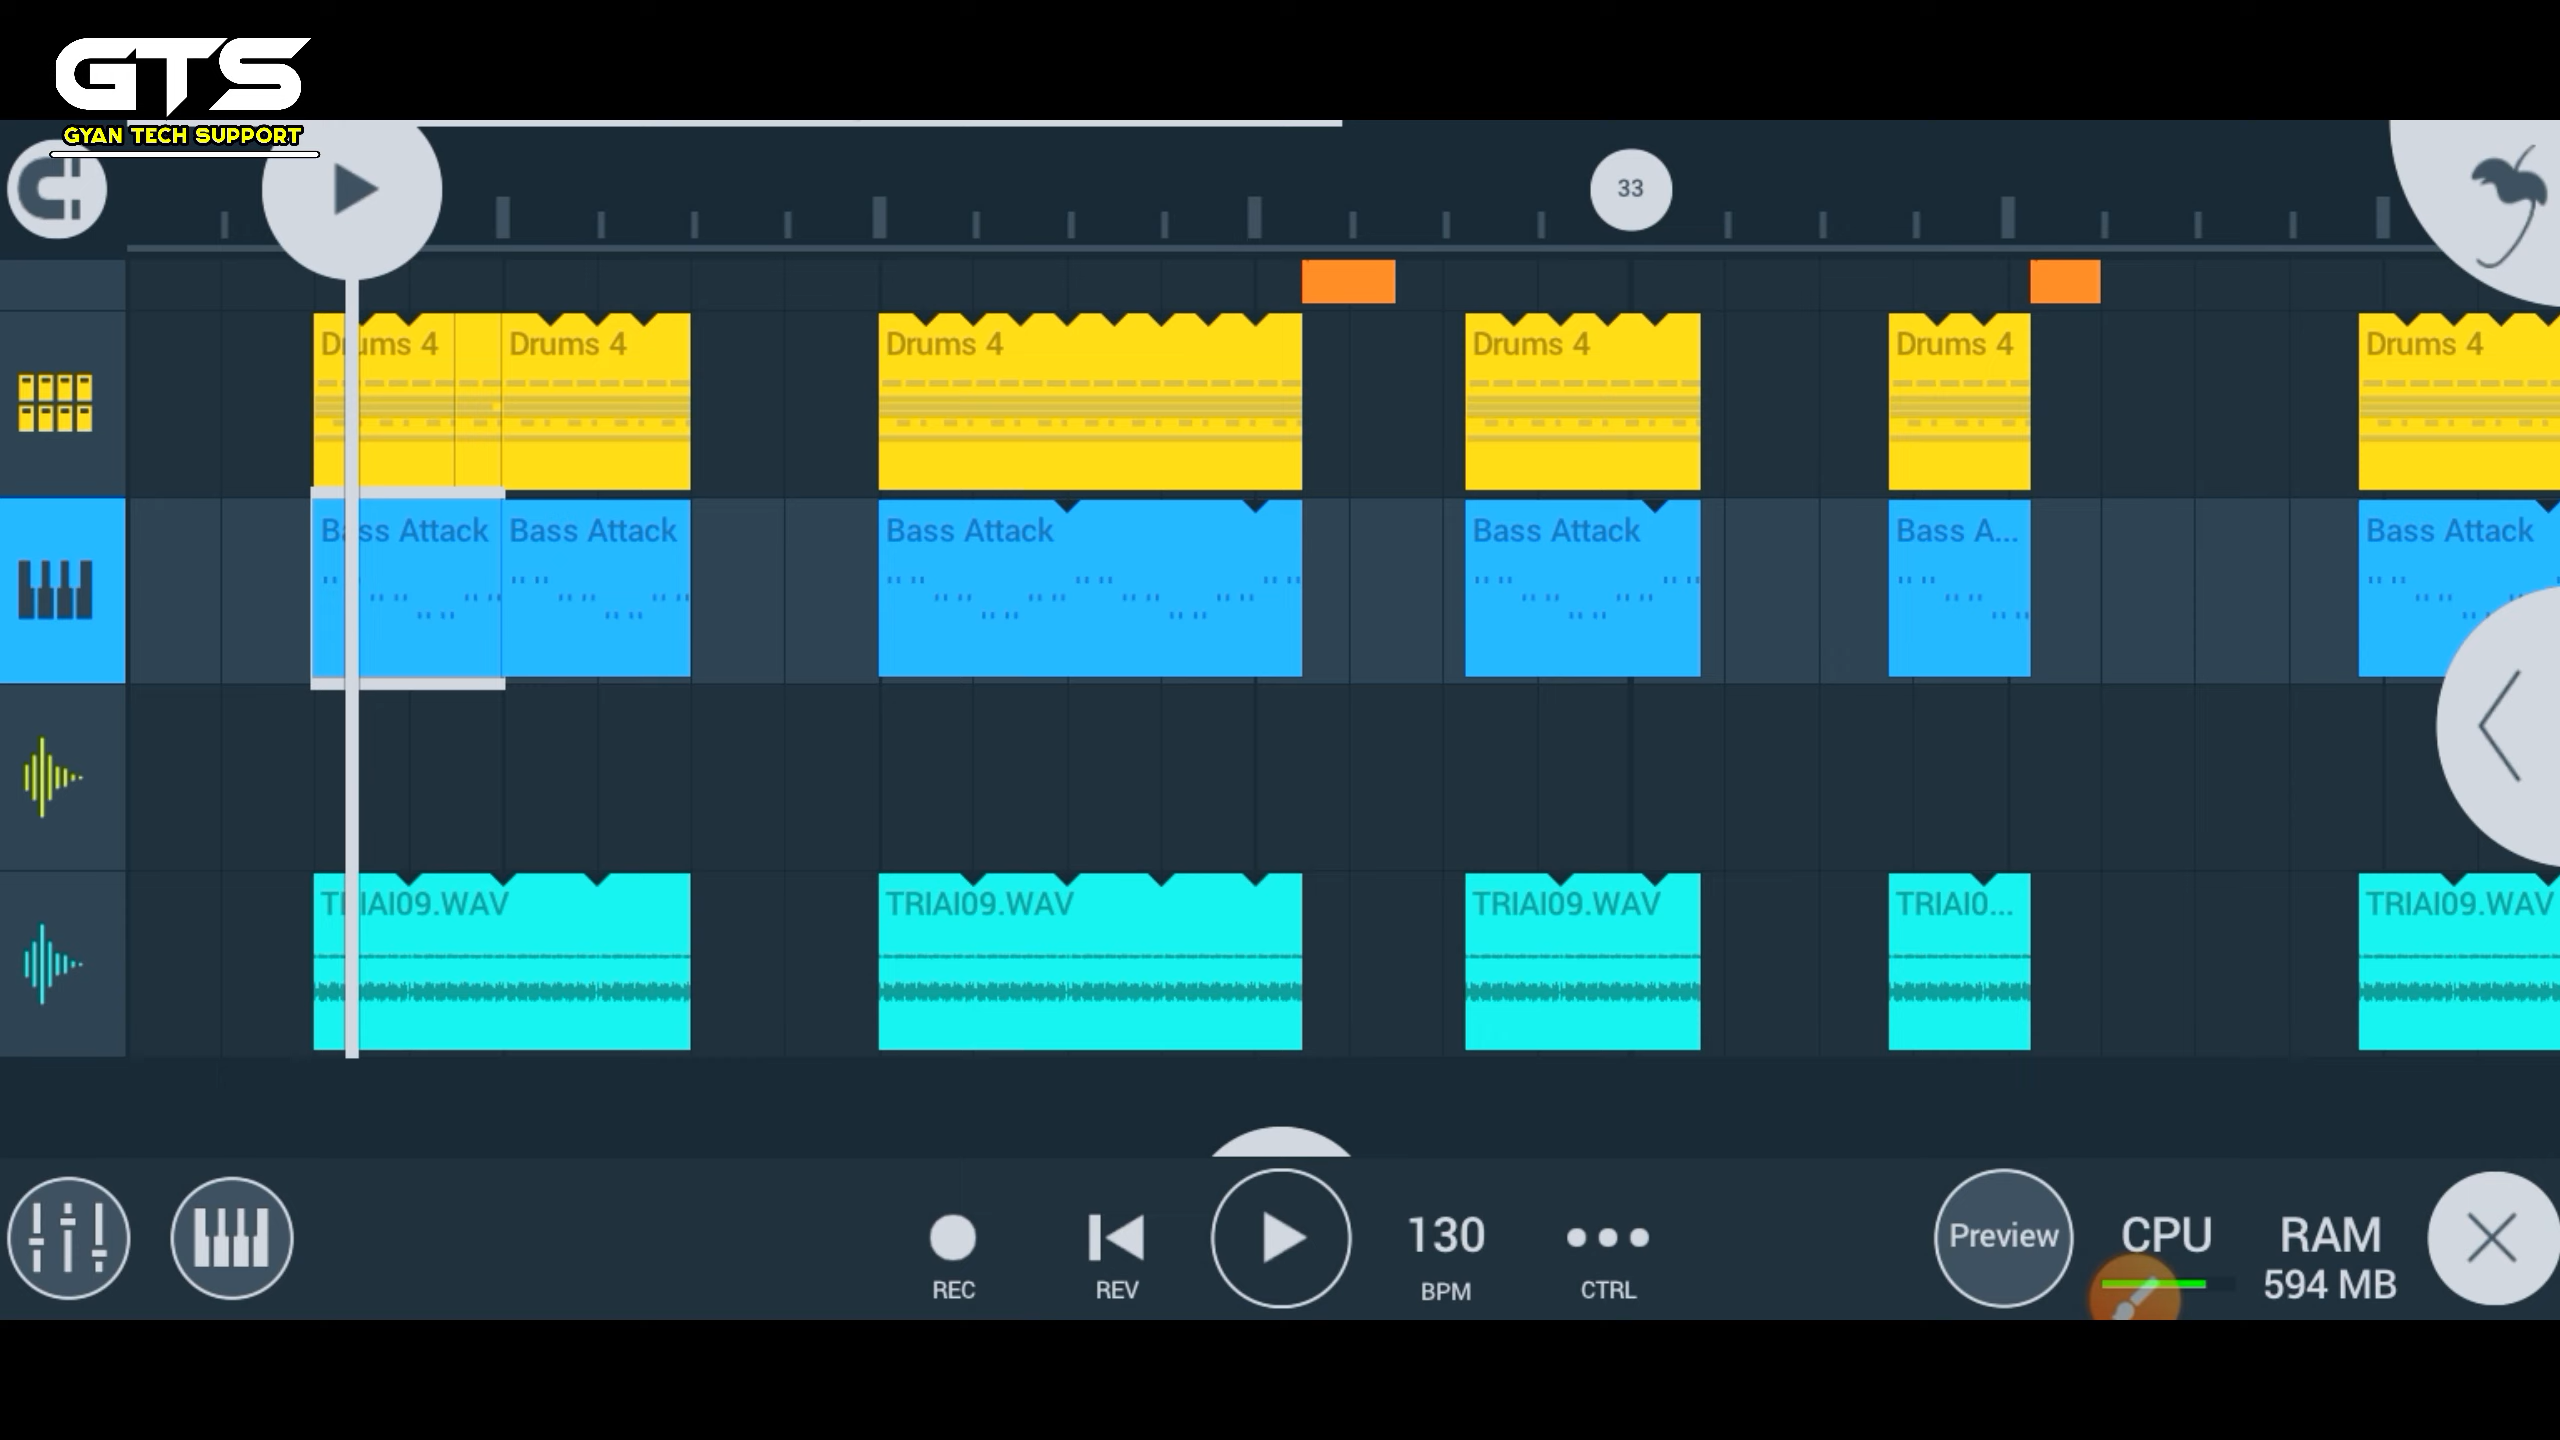 GTS
GYAN TECH SUPPORT
33
Drums 4 Drums 4 Drums 4 Drums 4 Drums 4 Drums 4
Bass Attack Bass Attack Bass Attack Bass Attack Bass A... Bass Attack
TRIAI09.WAV TRIAI09.WAV TRIAI09.WAV TRIAI0... TRIAI09.WAV
130 Preview CPU RAM
REC REV BPM CTRL 594 MB